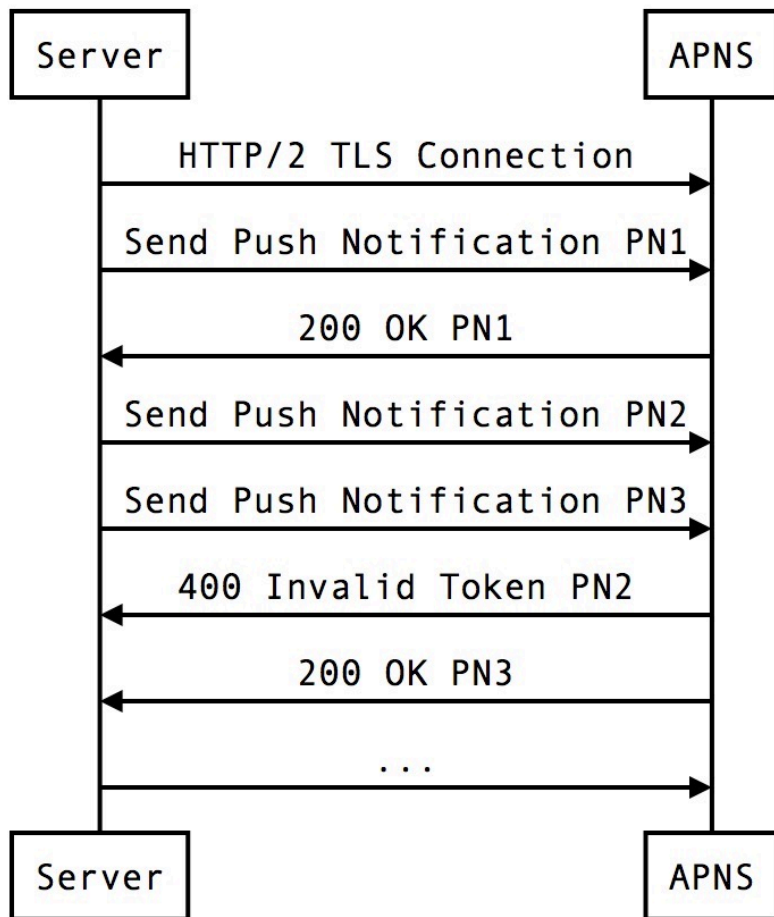 Server
APNS
HTTP/2 TLS Connection
Send Push Notification PN1
200 OK PN1
Send Push Notification PN2
Send Push Notification PN3
400 Invalid Token PN2
200 OK PN3
...
Server
APNS